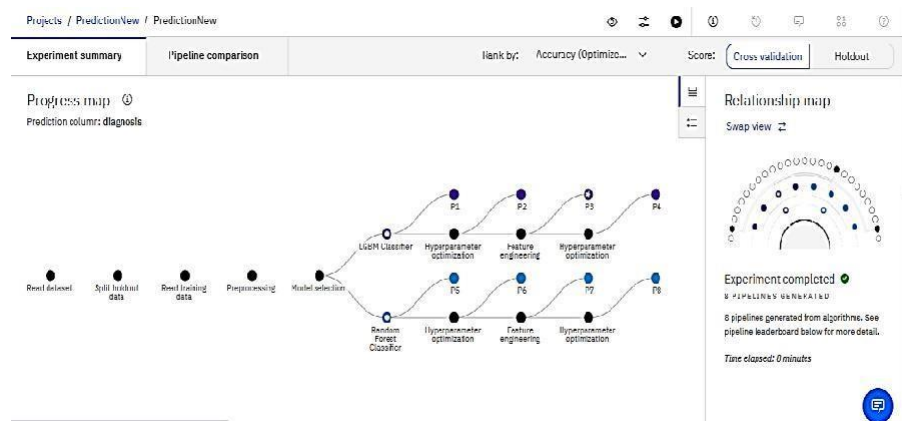 Projects / PredictionNew / PredictionNew
Experiment summary
Pipeline comparison
Rank by: Accuracy (Optimize...
Score: Cross validation Holdout
Progress map
Prediction column: diagnosis
Relationship map
Swap view
P1 P2 P3 P4
LGBM Classifier
Hyperparameter
optimization
Feature
engineering
Hyperparameter
optimization
Read dataset
Split holdout
data
Read training
data
Preprocessing
Model selection
P5 P6 P7 P8
Random
Forest
Classifier
Hyperparameter
optimization
Feature
engineering
Hyperparameter
optimization
Experiment completed
8 PIPELINES GENERATED
8 pipelines generated from algorithms. See
pipeline leaderboard below for more detail.
Time elapsed: 0 minutes